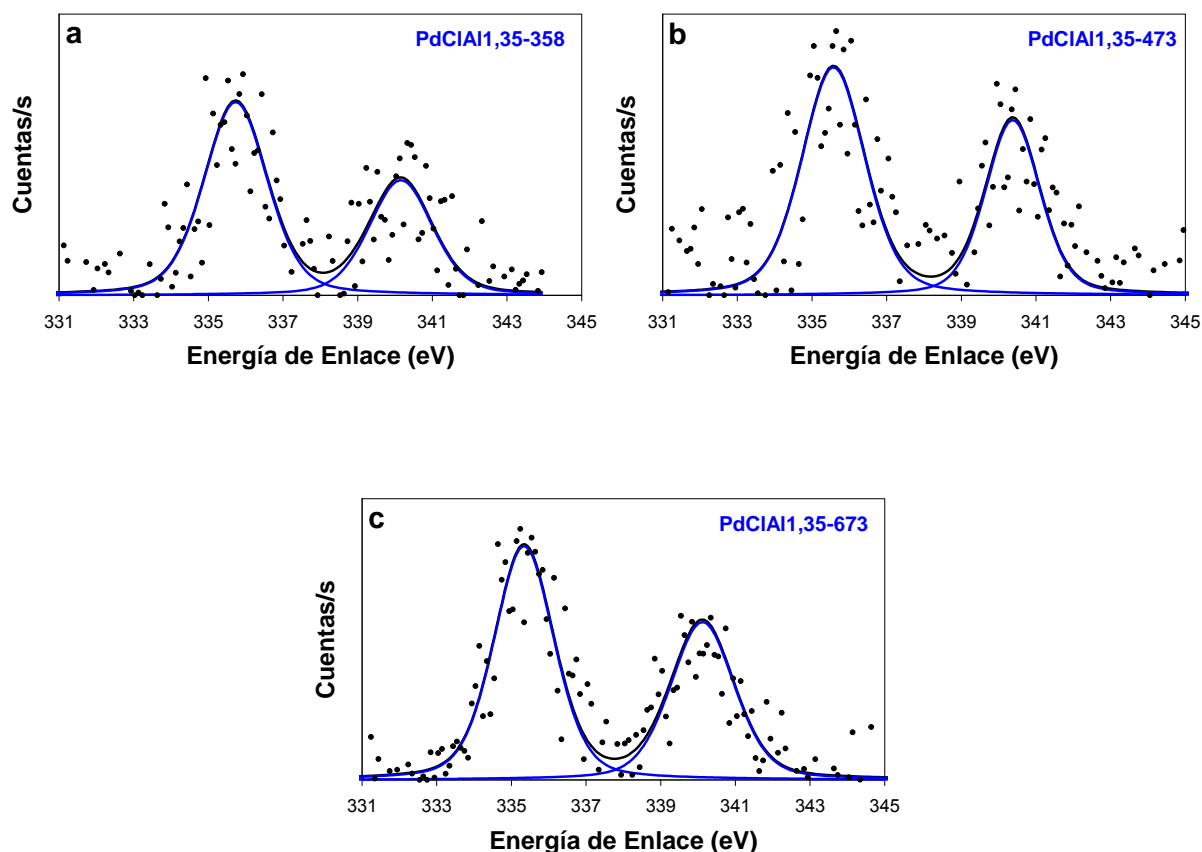 a
PdClAl1,35-358
Cuentas/s
331 333 335 337 339 341 343 345
Energía de Enlace (eV)
b
PdClAl1,35-473
Cuentas/s
331 333 335 337 339 341 343 345
Energía de Enlace (eV)
c
PdClAl1,35-673
Cuentas/s
331 333 335 337 339 341 343 345
Energía de Enlace (eV)